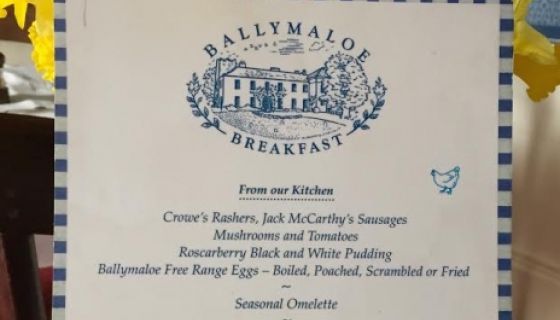 BALLYMALOE
BREAKFAST
From our Kitchen
Crowe's Rashers, Jack McCarthy's Sausages
Mushrooms and Tomatoes
Roscarberry Black and White Pudding
Ballymaloe Free Range Eggs – Boiled, Poached, Scrambled or Fried
~
Seasonal Omelette
~